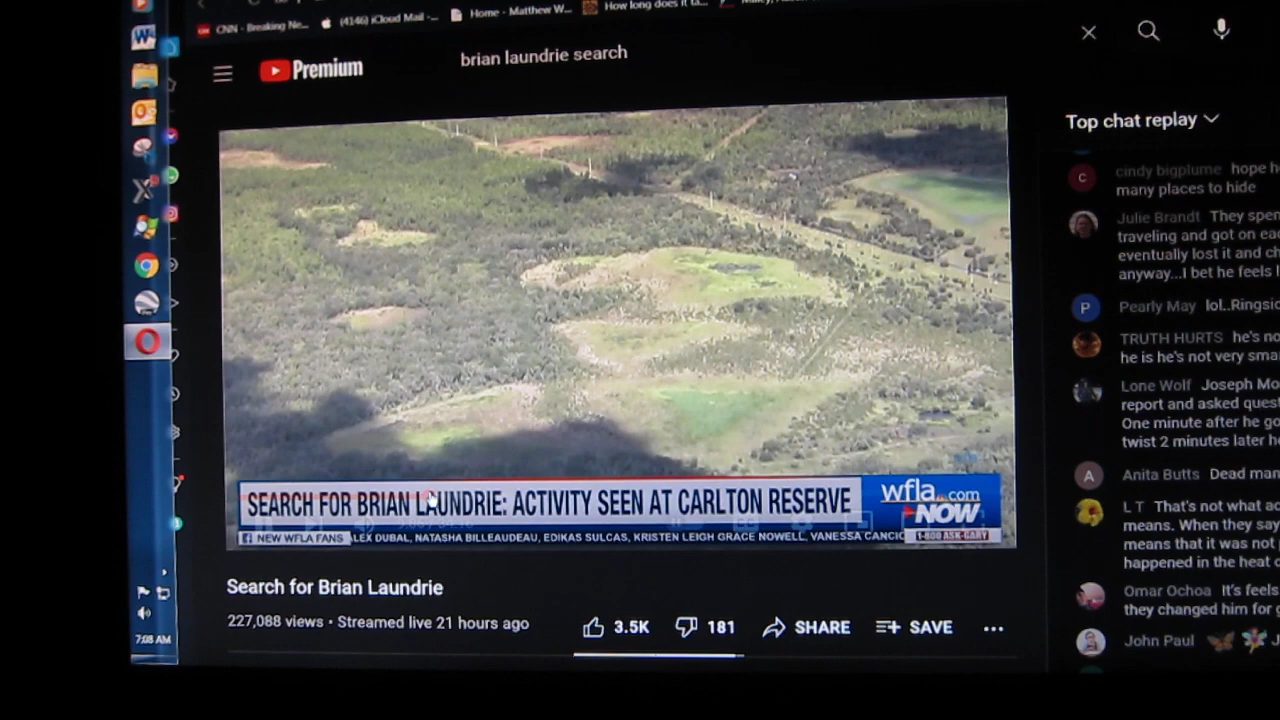 CNN - Breaking Ne...
(4146) iCloud Mail -...
Home - Matthew W...
How long does it ta...
Premium
brian laundrie search
Top chat replay
cindy bigplume hope h
many places to hide
Julie Brandt They spen
traveling and got on ea
eventually lost it and c
anyway...I bet he feels
Pearly May lol..Ringsi
TRUTH HURTS he's no
he is he's not very sma
Lone Wolf Joseph Mo
report and asked ques
One minute after he go
twist 2 minutes later h
Anita Butts Dead man
L T That's not what ac
means. When they say
means that it was not
happened in the heat o
Omar Ochoa It's feels
they changed him for
John Paul
SEARCH FOR BRIAN LAUNDRIE: ACTIVITY SEEN AT CARLTON RESERVE
wfla.com
NOW
NEW WFLA FANS
ALEX DUBAL, NATASHA BILLEAUDEAU, EDIKAS SULCAS, KRISTEN LEIGH GRACE NOWELL, VANESSA CANCIO
1-800-ASK-GARY
Search for Brian Laundrie
227,088 views • Streamed live 21 hours ago
3.5K
181
SHARE
SAVE
7:08 AM